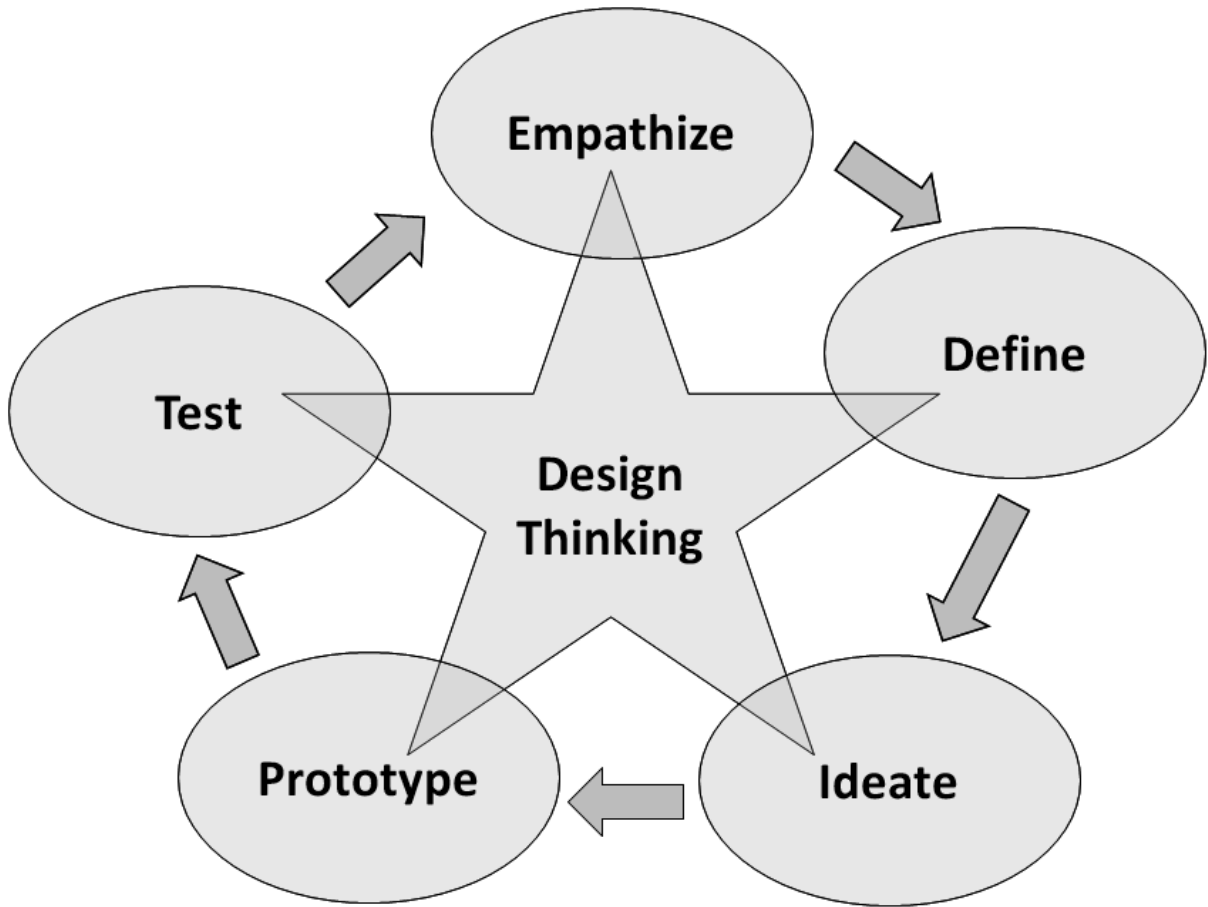 Empathize
Define
Test
Design
Thinking
Prototype
Ideate